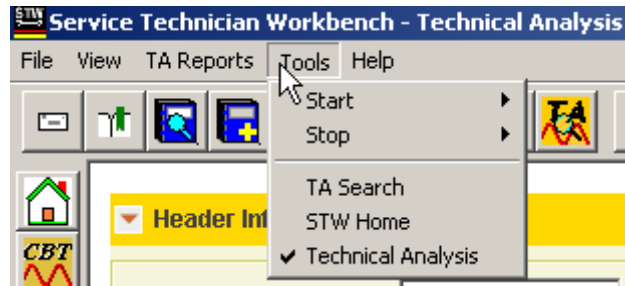 STW Service Technician Workbench - Technical Analysis
File View TA Reports Tools Help
Start
Stop
TA
TA Search
STW Home
Technical Analysis
Header Inf
CBT